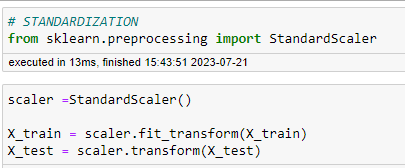 # STANDARDIZATION
from sklearn.preprocessing import StandardScaler
executed in 13ms, finished 15:43:51 2023-07-21
scaler =StandardScaler()
X_train = scaler.fit_transform(X_train)
X_test = scaler.transform(X_test)